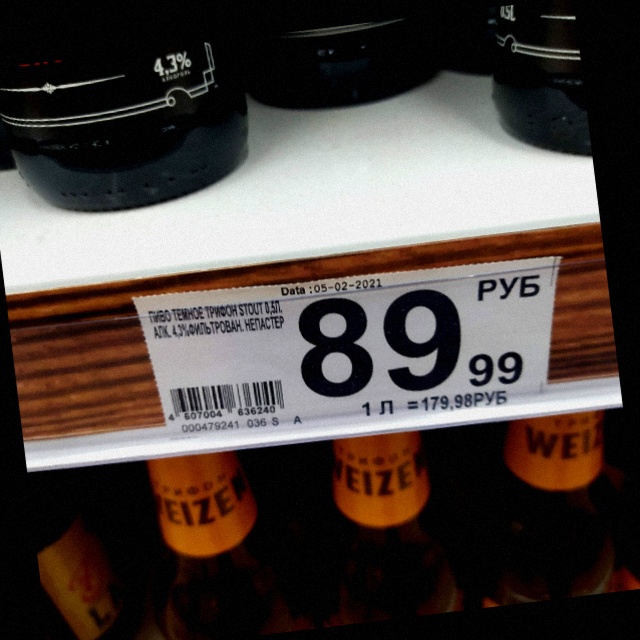 4.3%
Data :05-02-2021
ПИВО ТЕМНОЕ ТРИФОН STOUT 0,5Л
АЛК. 4,3%ФИЛЬТРОВАН. НЕПАСТЕР
89 99 РУБ
1 Л =179,98РУБ
4 507004 636240
000479241 036 S A
WEIZEN
WEIZEN
WEIZ